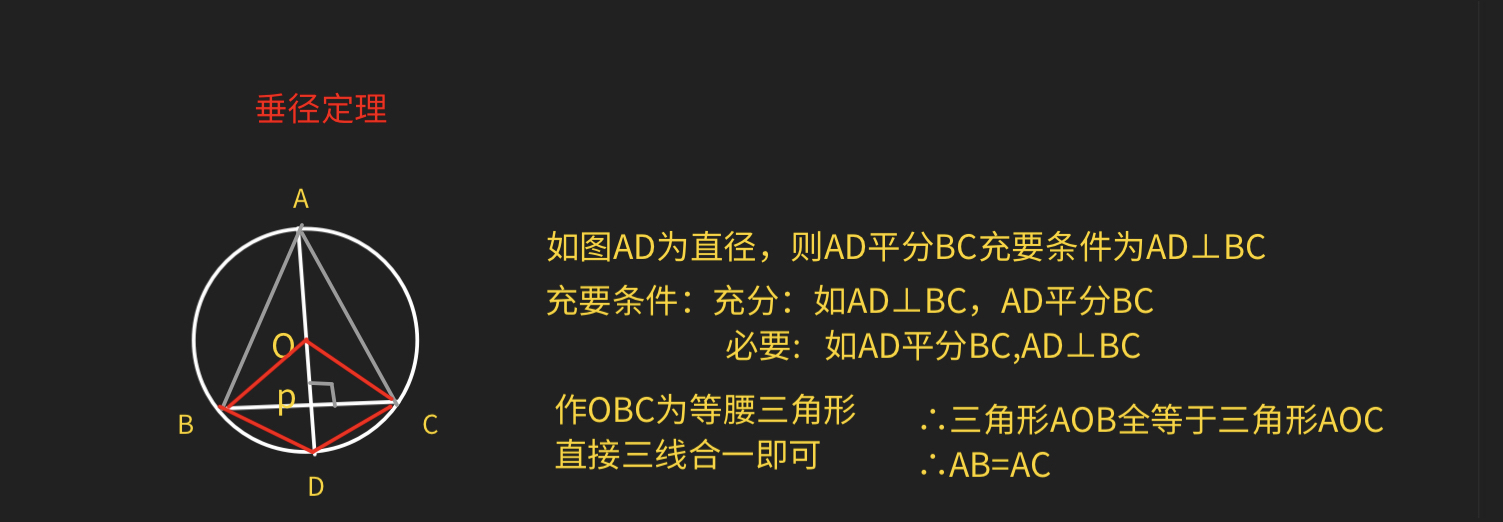 垂径定理
A
如图AD为直径，则AD平分BC充要条件为AD⊥BC
充要条件：充分：如AD⊥BC，AD平分BC
必要：如AD平分BC,AD⊥BC
O
p
B
C
D
作OBC为等腰三角形
直接三线合一即可
∴三角形AOB全等于三角形AOC
∴AB=AC